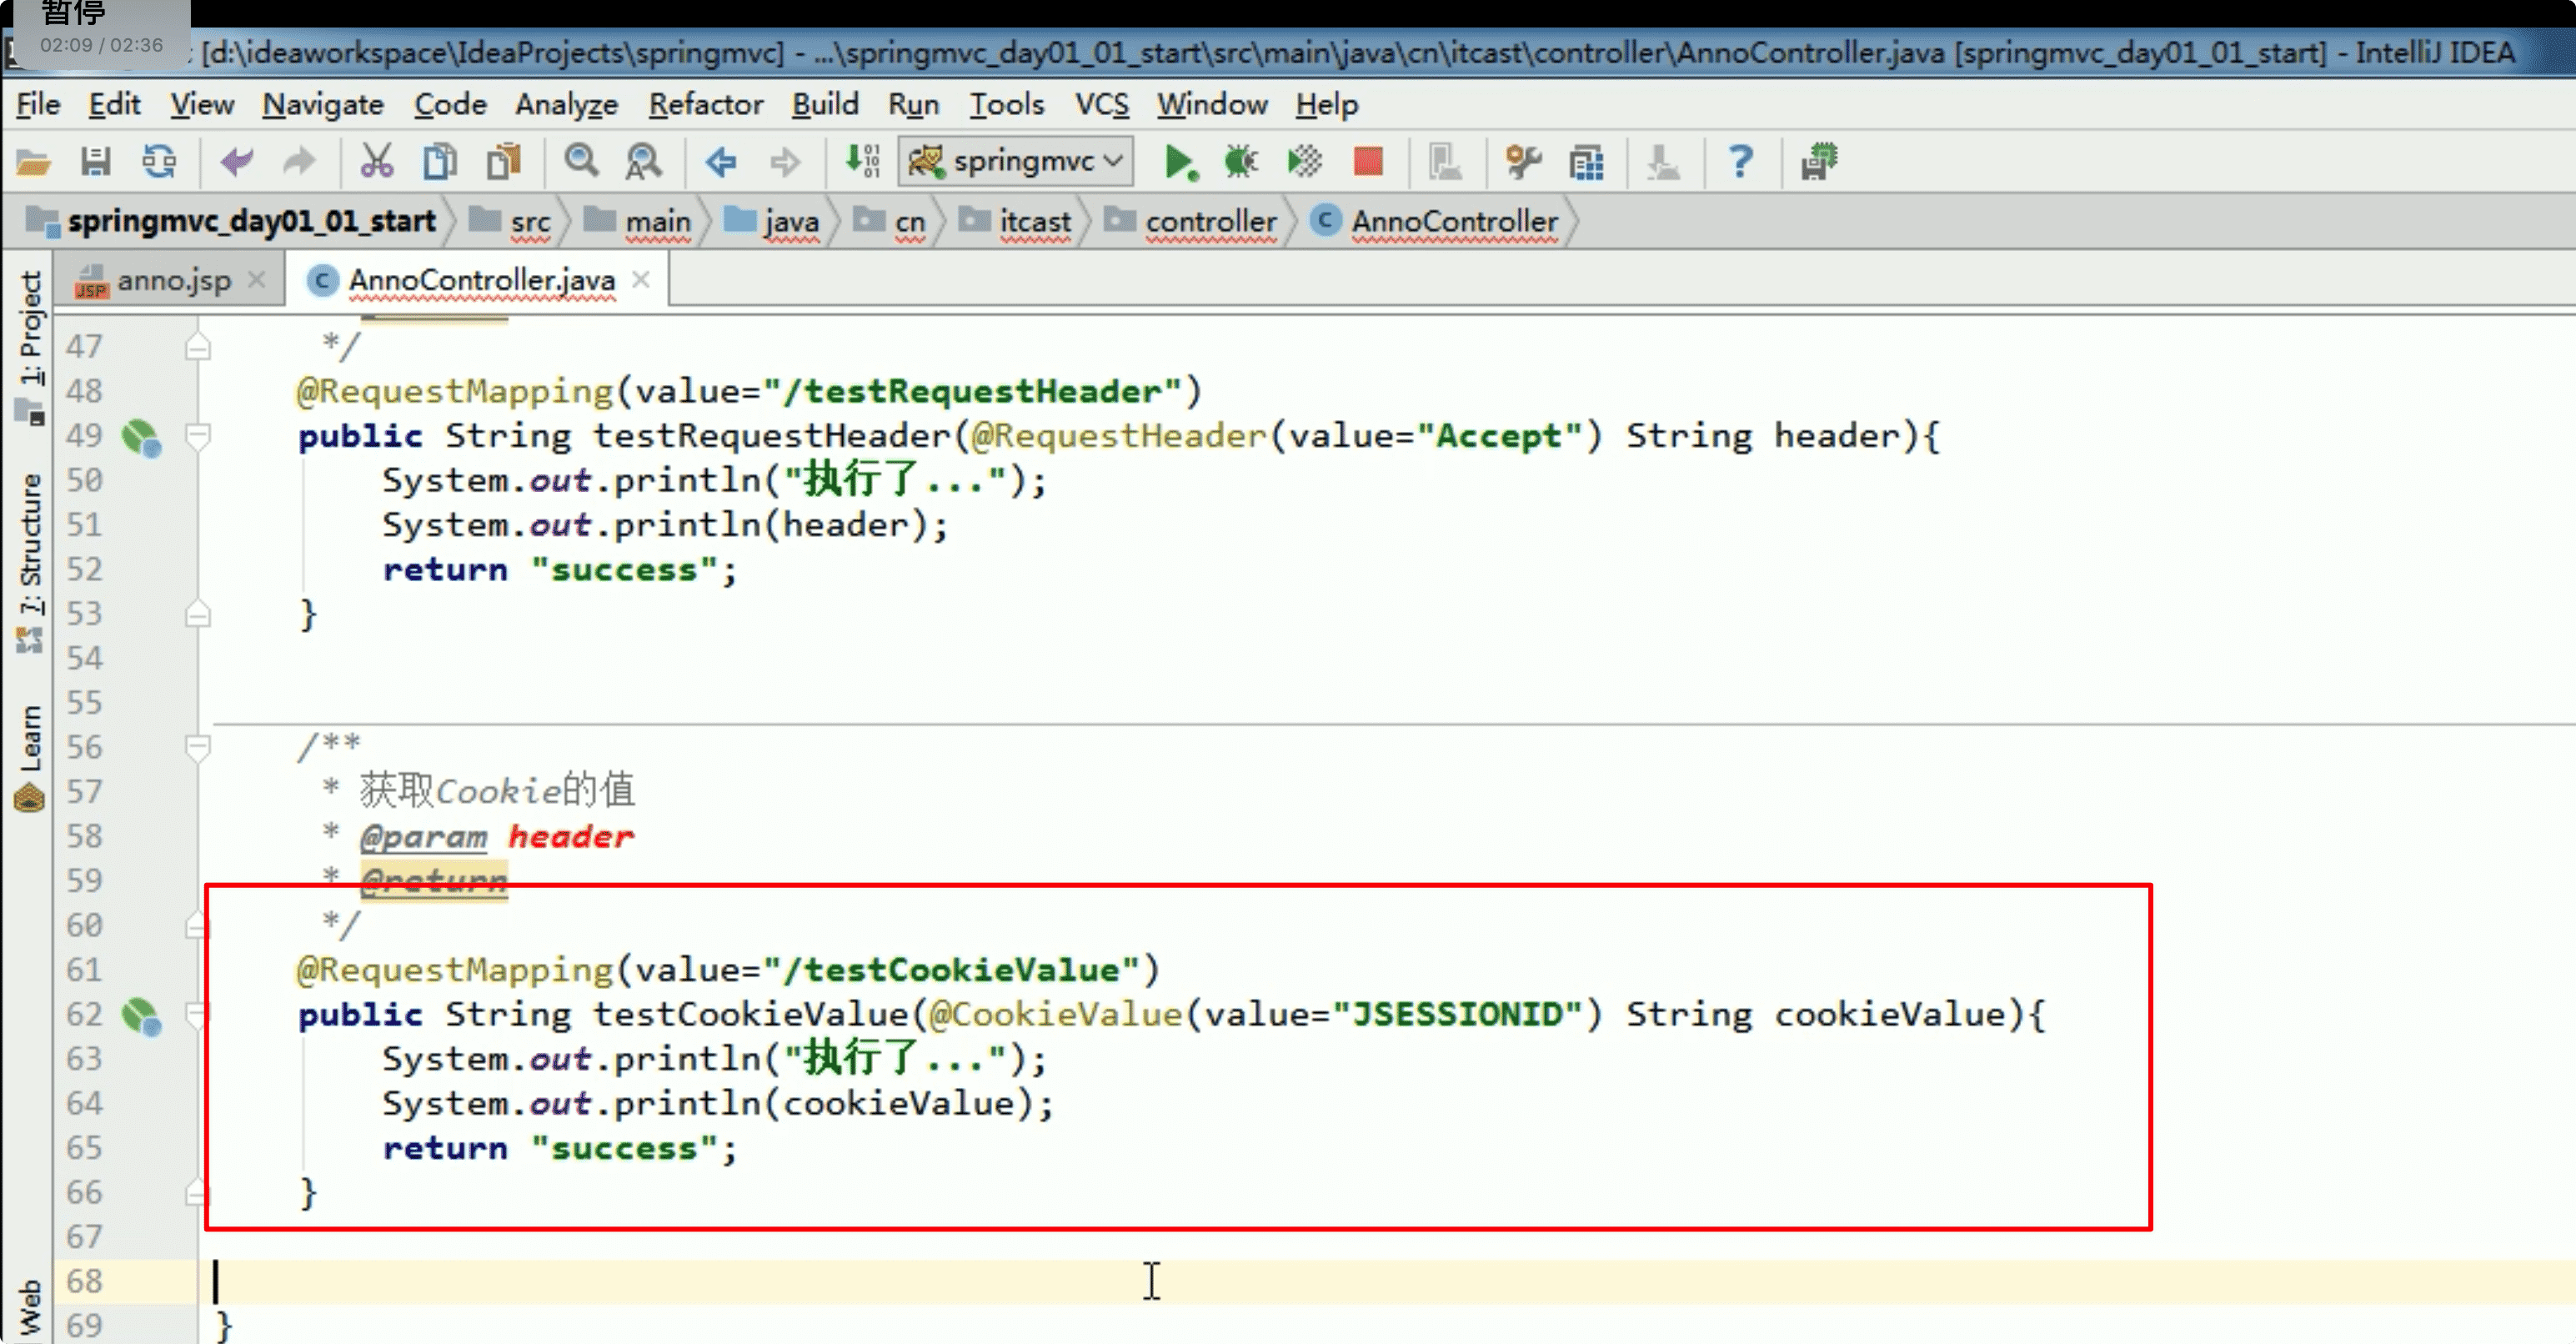 暂停
02:09 / 02:36
[d:\ideaworkspace\IdeaProjects\springmvc] - ...\springmvc_day01_01_start\src\main\java\cn\itcast\controller\AnnoController.java [springmvc_day01_01_start] - IntelliJ IDEA
File Edit View Navigate Code Analyze Refactor Build Run Tools VCS Window Help
springmvc
springmvc_day01_01_start src main java cn itcast controller AnnoController
anno.jsp AnnoController.java
1: Project
7: Structure
Learn
Web
47 */
48 @RequestMapping(value="/testRequestHeader")
49 public String testRequestHeader(@RequestHeader(value="Accept") String header){
50 System.out.println("执行了...");
51 System.out.println(header);
52 return "success";
53 }
54
55
56 /**
57 * 获取Cookie的值
58 * @param header
59 * @return
60 */
61 @RequestMapping(value="/testCookieValue")
62 public String testCookieValue(@CookieValue(value="JSESSIONID") String cookieValue){
63 System.out.println("执行了...");
64 System.out.println(cookieValue);
65 return "success";
66 }
67
68
69 }